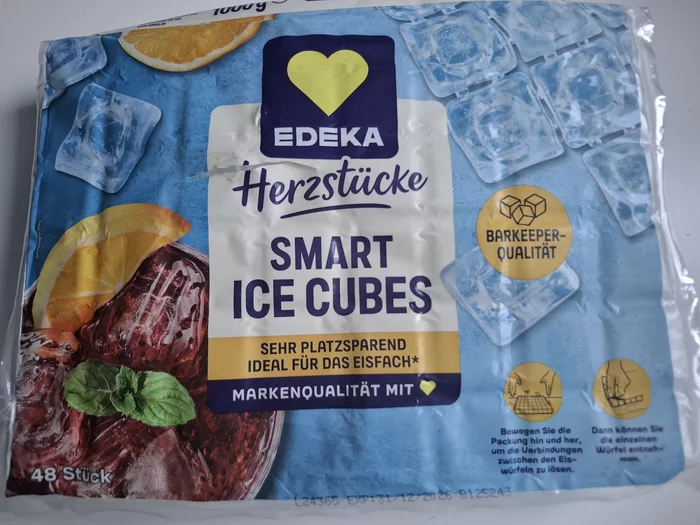 1000g
EDEKA
Herzstücke
SMART
ICE CUBES
SEHR PLATZSPAREND
IDEAL FÜR DAS EISFACH*
MARKENQUALITÄT MIT
BARKEEPER-
QUALITÄT
Bewegen Sie die
Packung hin und her,
um die Verbindungen
zwischen den Eis-
würfeln zu lösen.
Dann können Sie
die einzelnen
Würfel entneh-
men.
48 Stück
L24365 EXP:31/12/2026 B125243